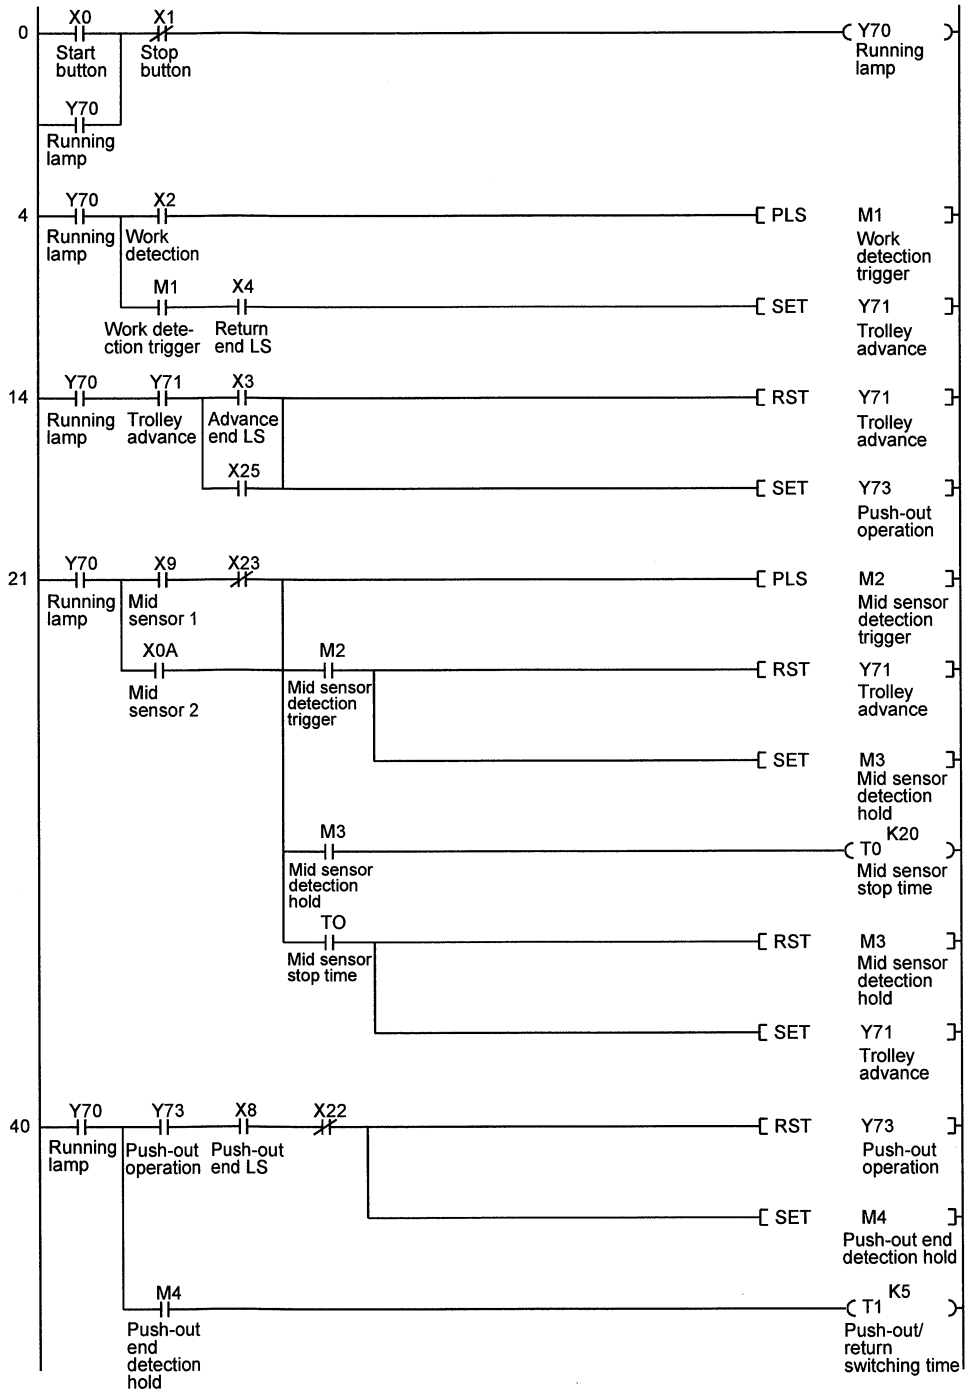 X0 X1
0 Y70
Start button Stop button Running lamp
Y70
Running lamp
Y70 X2
4 PLS M1
Running lamp Work detection Work detection trigger
M1 X4
SET Y71
Work dete-ction trigger Return end LS Trolley advance
Y70 Y71 X3
14 RST Y71
Running lamp Trolley advance Advance end LS Trolley advance
X25
SET Y73
Push-out operation
Y70 X9 X23
21 PLS M2
Running lamp Mid sensor 1 Mid sensor detection trigger
X0A M2
RST Y71
Mid sensor 2 Mid sensor detection trigger Trolley advance
SET M3
Mid sensor detection hold
M3 K20
T0
Mid sensor detection hold Mid sensor stop time
TO
RST M3
Mid sensor stop time Mid sensor detection hold
SET Y71
Trolley advance
Y70 Y73 X8 X22
40 RST Y73
Running lamp Push-out operation Push-out end LS Push-out operation
SET M4
Push-out end detection hold
M4 K5
T1
Push-out end detection hold Push-out/ return switching time